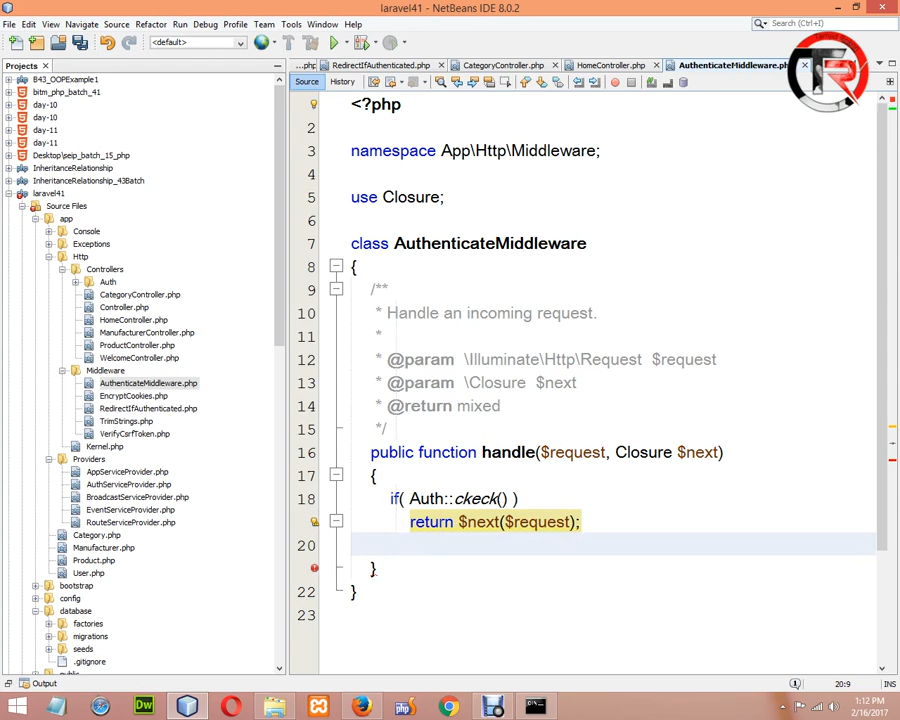 laravel41 - NetBeans IDE 8.0.2
File Edit View Navigate Source Refactor Run Debug Profile Team Tools Window Help
Search (Ctrl+I)
<default>
Projects
...php RedirectIfAuthenticated.php CategoryController.php HomeController.php AuthenticateMiddleware.php
Source History
B43_OOPExample1
bitm_php_batch_41
day-10
day-10
day-11
day-11
Desktop\seip_batch_15_php
InheritanceRelationship
InheritanceRelationship_43Batch
laravel41
Source Files
app
Console
Exceptions
Http
Controllers
Auth
CategoryController.php
Controller.php
HomeController.php
ManufacturerController.php
ProductController.php
WelcomeController.php
Middleware
AuthenticateMiddleware.php
EncryptCookies.php
RedirectIfAuthenticated.php
TrimStrings.php
VerifyCsrfToken.php
Kernel.php
Providers
AppServiceProvider.php
AuthServiceProvider.php
BroadcastServiceProvider.php
EventServiceProvider.php
RouteServiceProvider.php
Category.php
Manufacturer.php
Product.php
User.php
bootstrap
config
database
factories
migrations
seeds
.gitignore
<?php
2
3 namespace App\Http\Middleware;
4
5 use Closure;
6
7 class AuthenticateMiddleware
8 {
9 /**
10 * Handle an incoming request.
11 *
12 * @param \Illuminate\Http\Request $request
13 * @param \Closure $next
14 * @return mixed
15 */
16 public function handle($request, Closure $next)
17 {
18 if( Auth::ckeck() )
return $next($request);
20
}
22 }
23
Output
20:9 INS
1:12 PM
2/16/2017